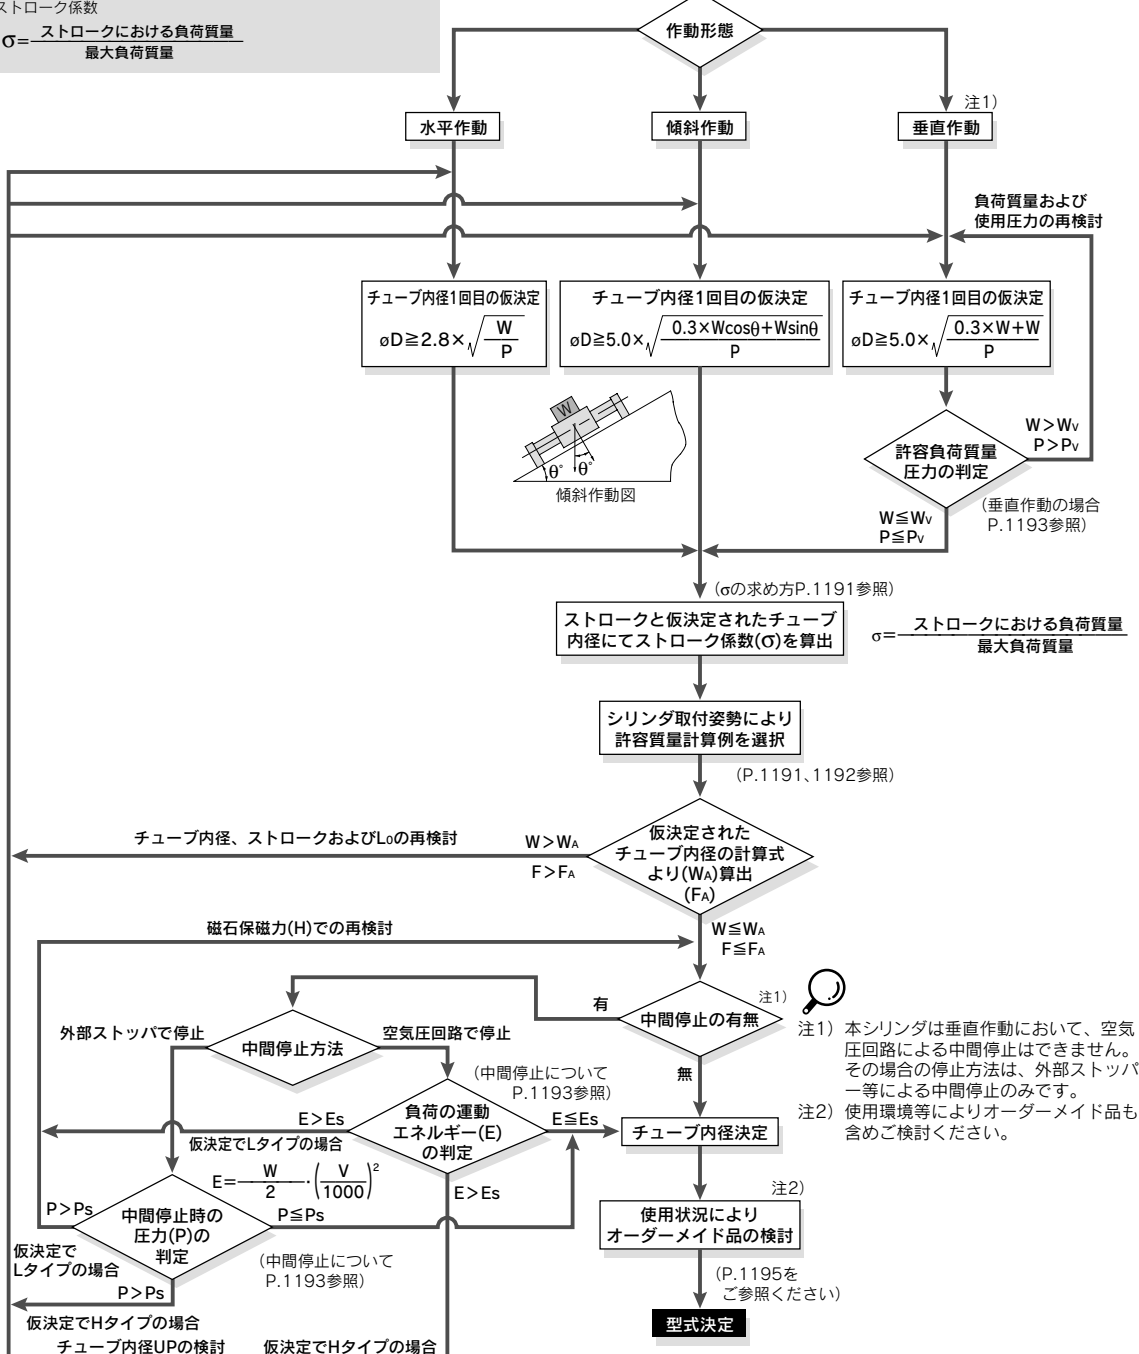 ストローク係数
σ= ストロークにおける負荷質量
最大負荷質量
作動形態
水平作動
傾斜作動
注1)
垂直作動
負荷質量および
使用圧力の再検討
チューブ内径1回目の仮決定
øD≧2.8×√ W
P
チューブ内径1回目の仮決定
øD≧5.0×√ 0.3×Wcosθ+Wsinθ
P
チューブ内径1回目の仮決定
øD≧5.0×√ 0.3×W+W
P
W
θ°
θ°
傾斜作動図
許容負荷質量
圧力の判定
W>Wv
P>Pv
(垂直作動の場合
P.1193参照)
W≦Wv
P≦Pv
(σの求め方P.1191参照)
ストロークと仮決定されたチューブ
内径にてストローク係数(σ)を算出
σ= ストロークにおける負荷質量
最大負荷質量
シリンダ取付姿勢により
許容質量計算例を選択
(P.1191、1192参照)
チューブ内径、ストロークおよびL₀の再検討
W>WA
F>FA
仮決定された
チューブ内径の計算式
より(WA)算出
(FA)
磁石保磁力(H)での再検討
W≦WA
F≦FA
有
注1)
中間停止の有無
無
外部ストッパで停止
中間停止方法
空気圧回路で停止
(中間停止について
P.1193参照)
E>Es
仮決定でLタイプの場合
負荷の運動
エネルギー(E)
の判定
E≦Es
チューブ内径決定
E= W/2 ・(V/1000)²
E>Es
P>Ps
中間停止時の
圧力(P)の
判定
P≦Ps
仮決定で
Lタイプの場合
(中間停止について
P.1193参照)
P>Ps
仮決定でHタイプの場合
チューブ内径UPの検討
仮決定でHタイプの場合
注2)
使用状況により
オーダーメイド品の検討
(P.1195を
ご参照ください)
型式決定
注1) 本シリンダは垂直作動において、空気
圧回路による中間停止はできません。
その場合の停止方法は、外部ストッパ
ー等による中間停止のみです。
注2) 使用環境等によりオーダーメイド品も
含めご検討ください。